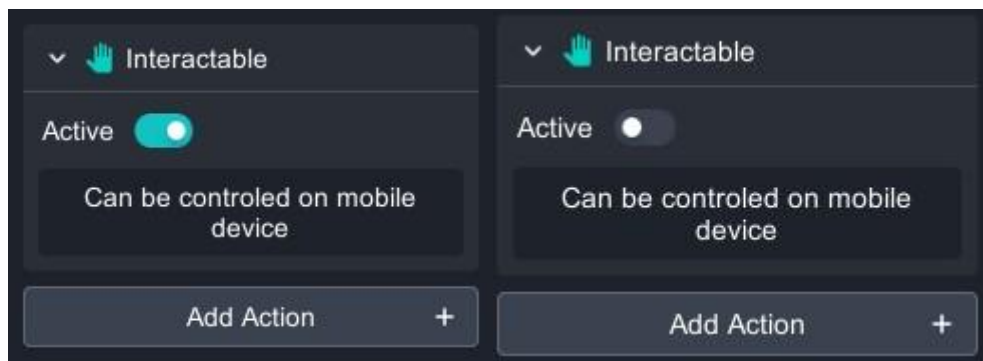 Interactable
Active
Can be controled on mobile
device
Add Action +
Interactable
Active
Can be controled on mobile
device
Add Action +